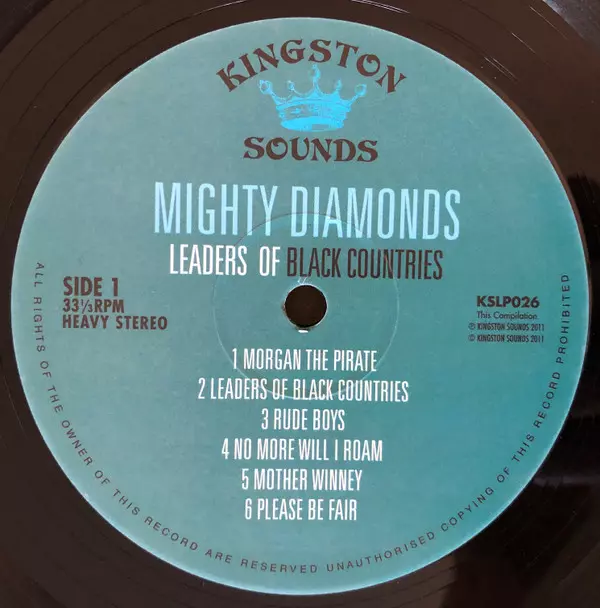 KINGSTON
SOUNDS
MIGHTY DIAMONDS
LEADERS OF BLACK COUNTRIES
SIDE 1
33⅓RPM
HEAVY STEREO
KSLP026
This Compilation
℗ KINGSTON SOUNDS 2011
© KINGSTON SOUNDS 2011
1 MORGAN THE PIRATE
2 LEADERS OF BLACK COUNTRIES
3 RUDE BOYS
4 NO MORE WILL I ROAM
5 MOTHER WINNEY
6 PLEASE BE FAIR
ALL RIGHTS OF THE OWNER OF THIS RECORD ARE RESERVED UNAUTHORISED COPYING OF THIS RECORD PROHIBITED